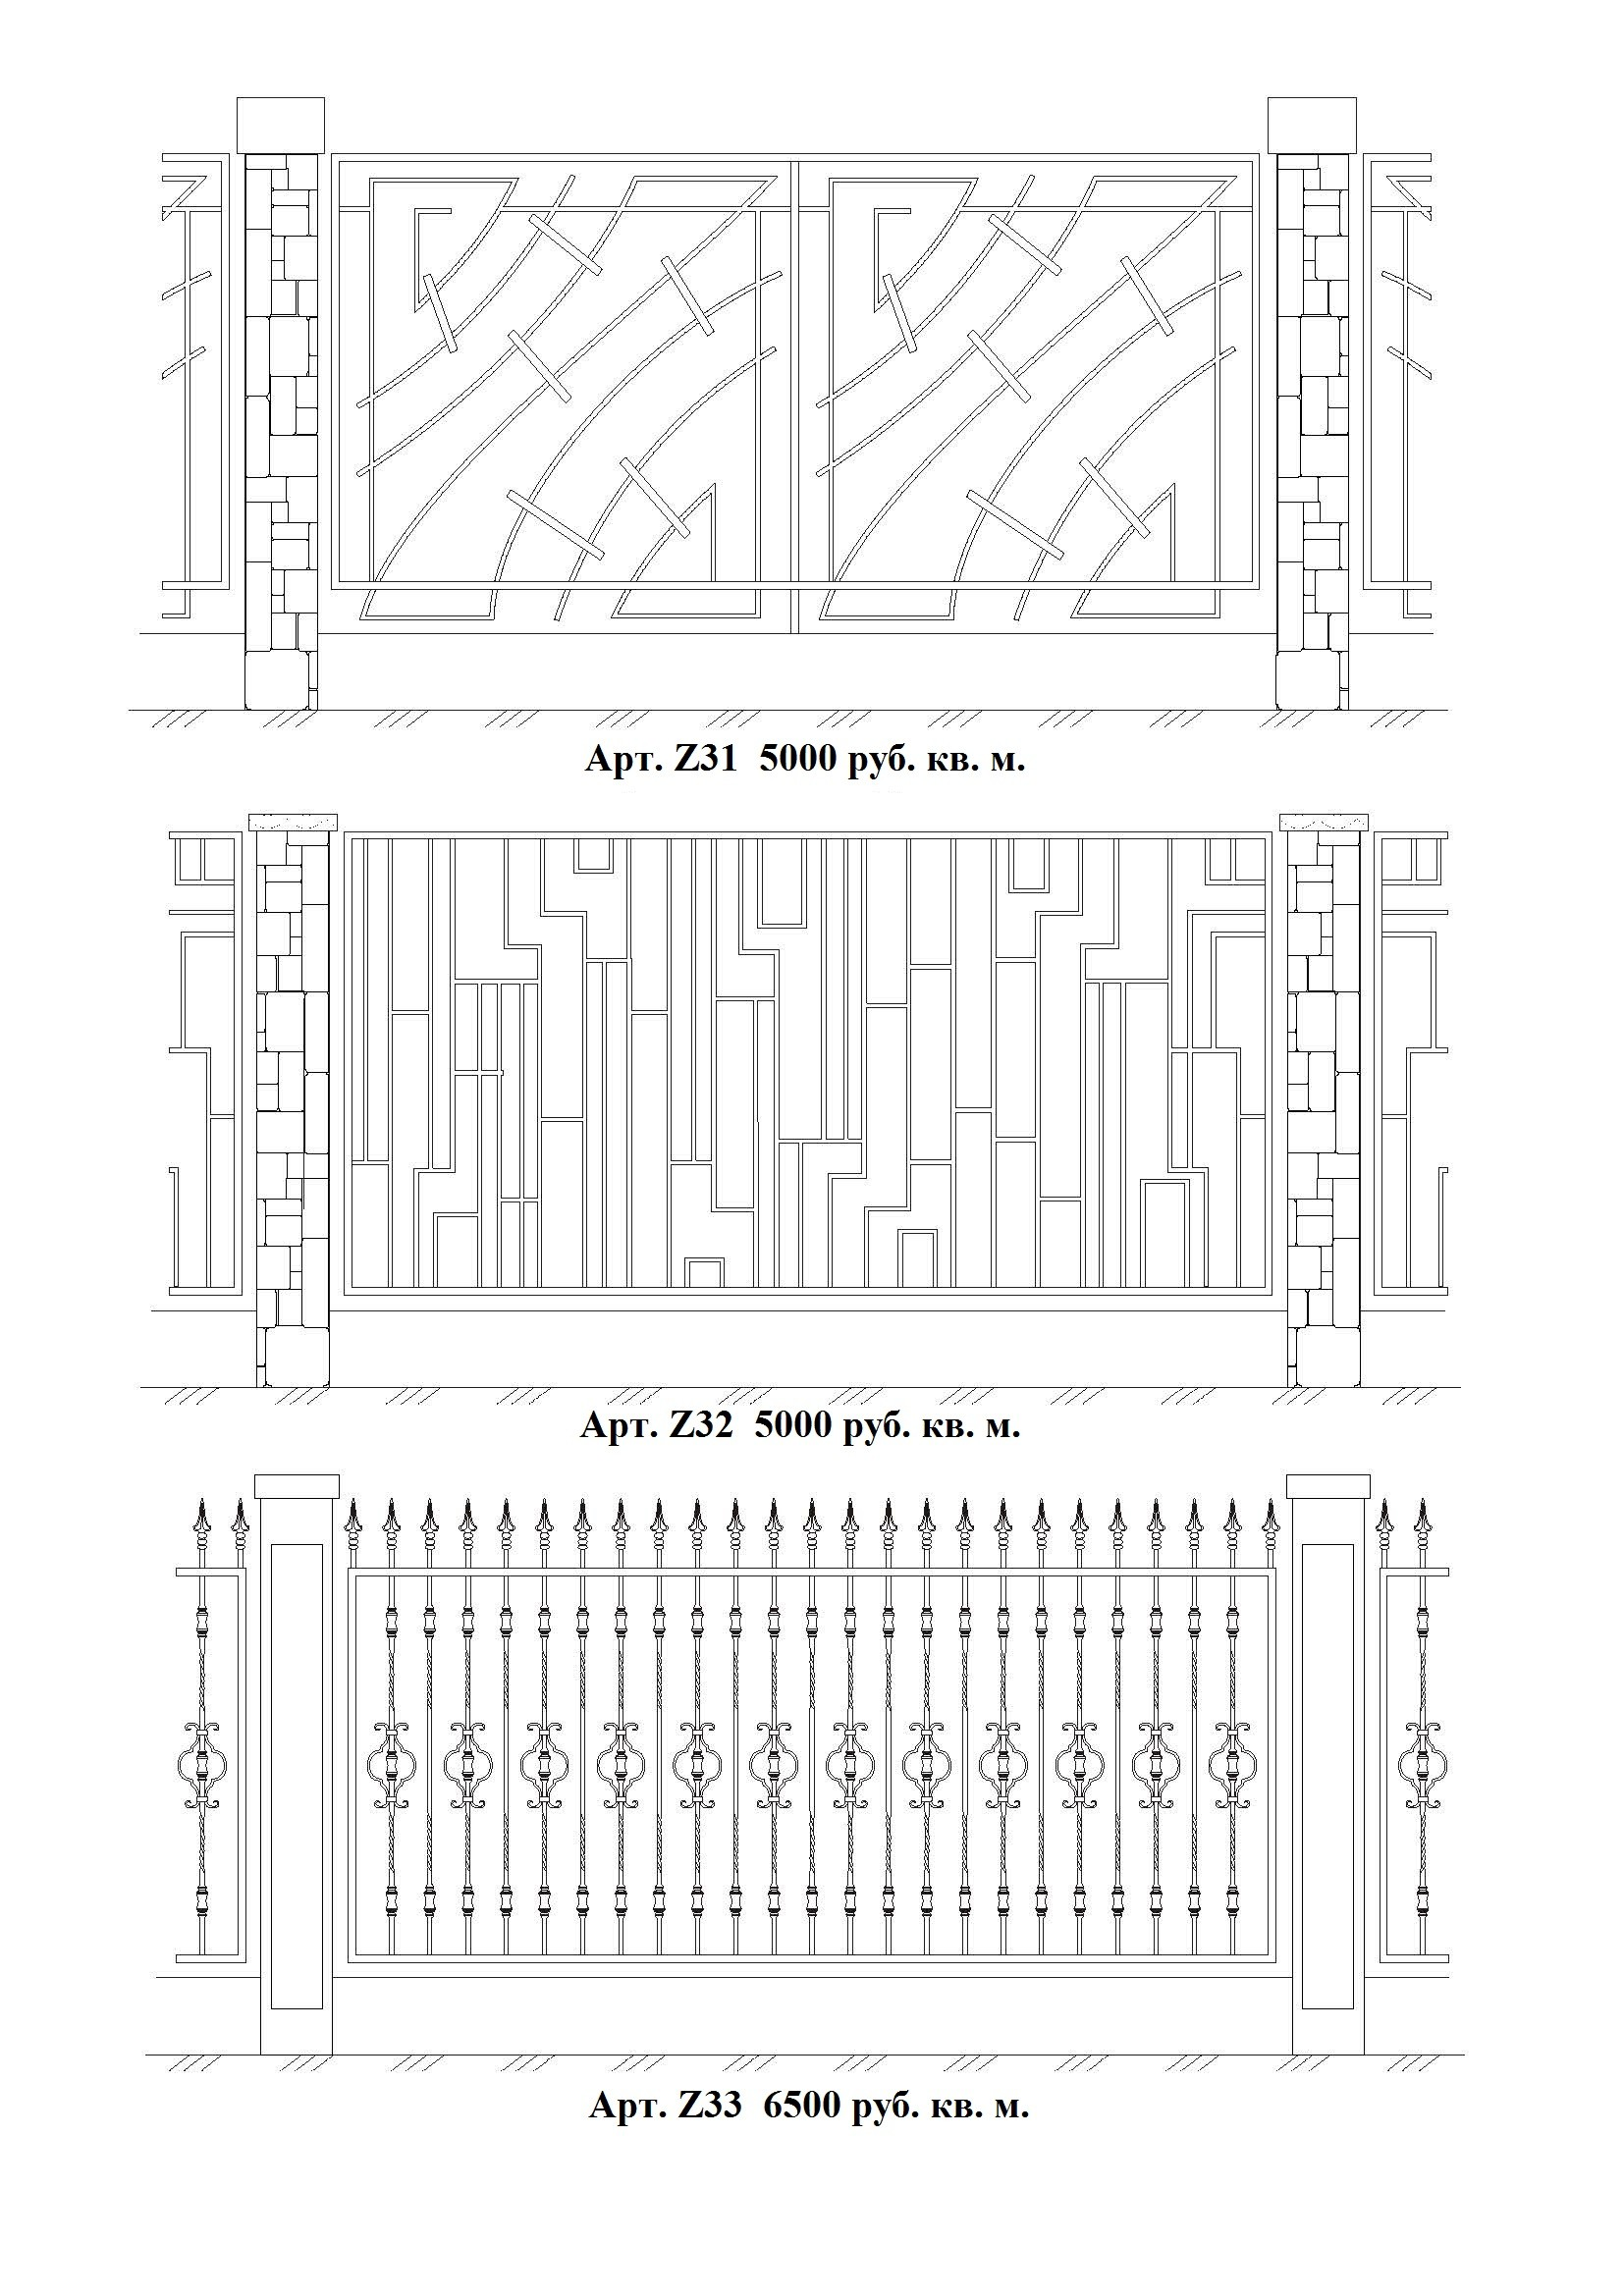 Арт. Z31  5000 руб. кв. м.
Арт. Z32  5000 руб. кв. м.
Арт. Z33  6500 руб. кв. м.